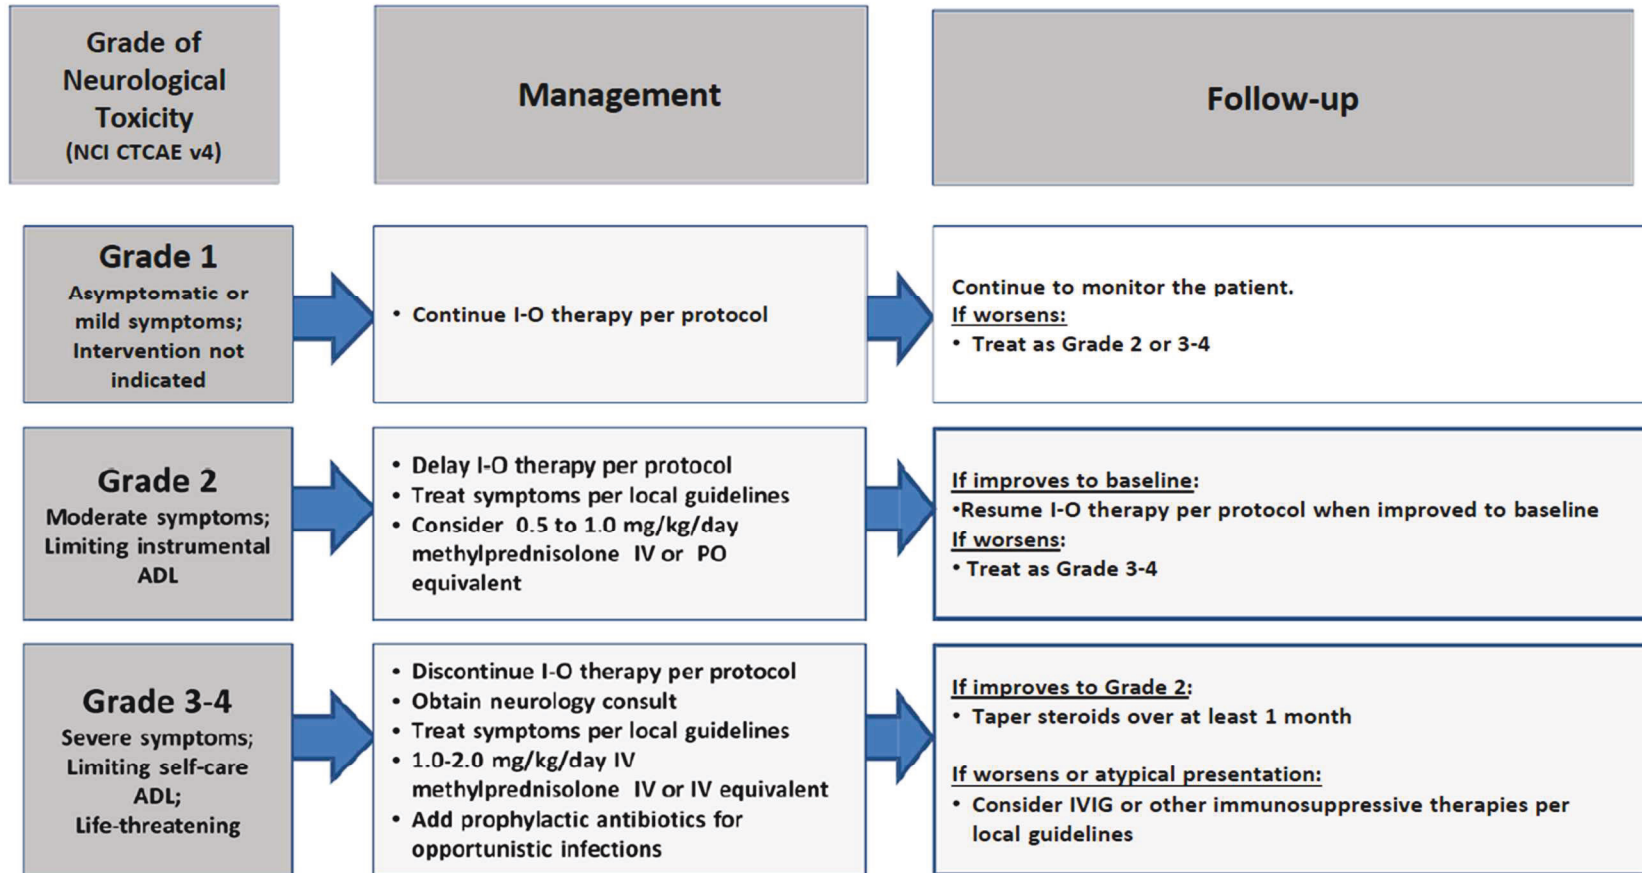 Grade of
Neurological
Toxicity
(NCI CTCAE v4)
Management
Follow-up
Grade 1
Asymptomatic or
mild symptoms;
Intervention not
indicated
• Continue I-O therapy per protocol
Continue to monitor the patient.
If worsens:
• Treat as Grade 2 or 3-4
Grade 2
Moderate symptoms;
Limiting instrumental
ADL
• Delay I-O therapy per protocol
• Treat symptoms per local guidelines
• Consider 0.5 to 1.0 mg/kg/day
methylprednisolone IV or PO
equivalent
If improves to baseline:
•Resume I-O therapy per protocol when improved to baseline
If worsens:
• Treat as Grade 3-4
Grade 3-4
Severe symptoms;
Limiting self-care
ADL;
Life-threatening
• Discontinue I-O therapy per protocol
• Obtain neurology consult
• Treat symptoms per local guidelines
• 1.0-2.0 mg/kg/day IV
methylprednisolone IV or IV equivalent
• Add prophylactic antibiotics for
opportunistic infections
If improves to Grade 2:
• Taper steroids over at least 1 month
If worsens or atypical presentation:
• Consider IVIG or other immunosuppressive therapies per
local guidelines